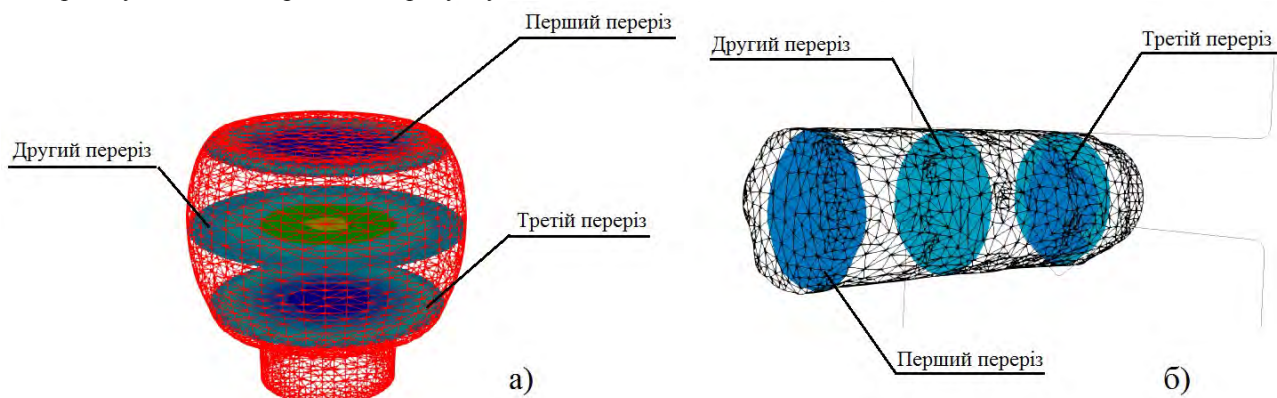 Перший переріз
Другий переріз
Третій переріз
а)
Другий переріз
Третій переріз
Перший переріз
б)